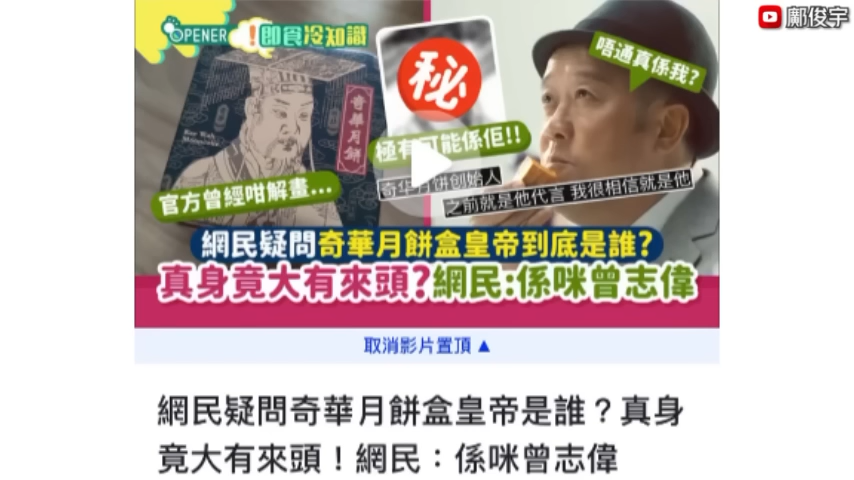 鄺俊宇
OPENER
！即食冷知識
唔通真係我？
秘
奇華月餅
Kee Wah
極有可能係佢!!
奇华月饼创始人
之前就是他代言 我很相信就是他
官方曾經咁解畫...
網民疑問奇華月餅盒皇帝到底是誰?
真身竟大有來頭?網民:係咪曾志偉
取消影片置頂 ▲
網民疑問奇華月餅盒皇帝是誰？真身
竟大有來頭！網民：係咪曾志偉